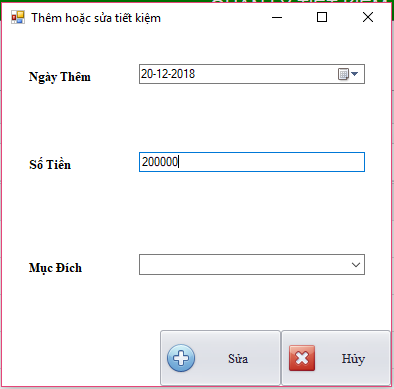 Thêm hoặc sửa tiết kiệm
Ngày Thêm
20-12-2018
Số Tiền
200000
Mục Đích
Sửa
Hủy